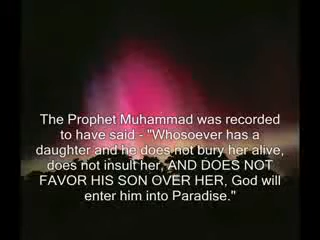 The Prophet Muhammad was recorded
to have said - "Whosoever has a
daughter and he does not bury her alive,
does not insult her, AND DOES NOT
FAVOR HIS SON OVER HER, God will
enter him into Paradise."